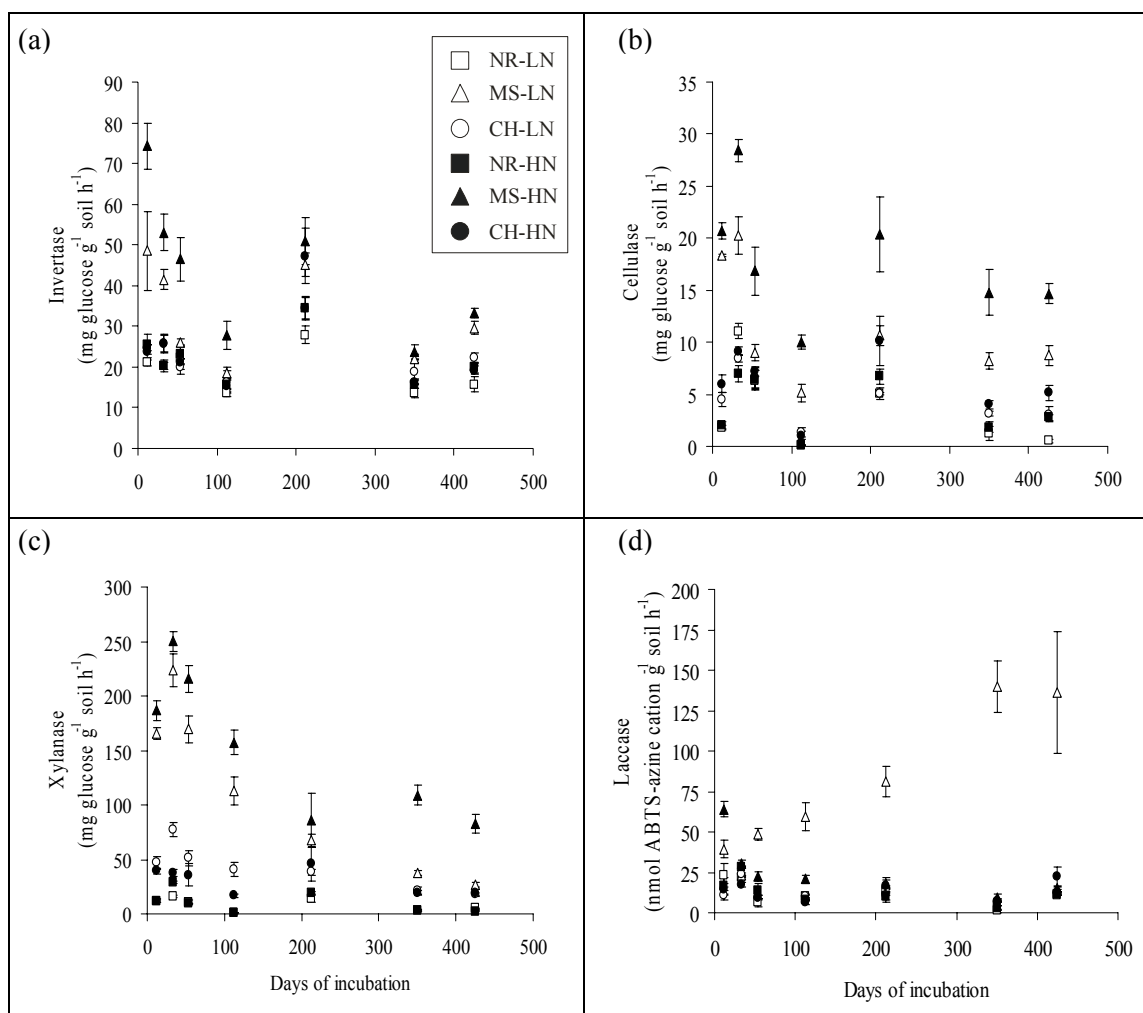 (a)
NR-LN
MS-LN
CH-LN
NR-HN
MS-HN
CH-HN
Invertase
(mg glucose g⁻¹ soil h⁻¹)
90
80
70
60
50
40
30
20
10
0
0 100 200 300 400 500
(b)
Cellulase
(mg glucose g⁻¹ soil h⁻¹)
35
30
25
20
15
10
5
0
0 100 200 300 400 500
(c)
Xylanase
(mg glucose g⁻¹ soil h⁻¹)
300
250
200
150
100
50
0
0 100 200 300 400 500
Days of incubation
(d)
Laccase
(nmol ABTS-azine cation g⁻¹ soil h⁻¹)
200
175
150
125
100
75
50
25
0
0 100 200 300 400 500
Days of incubation